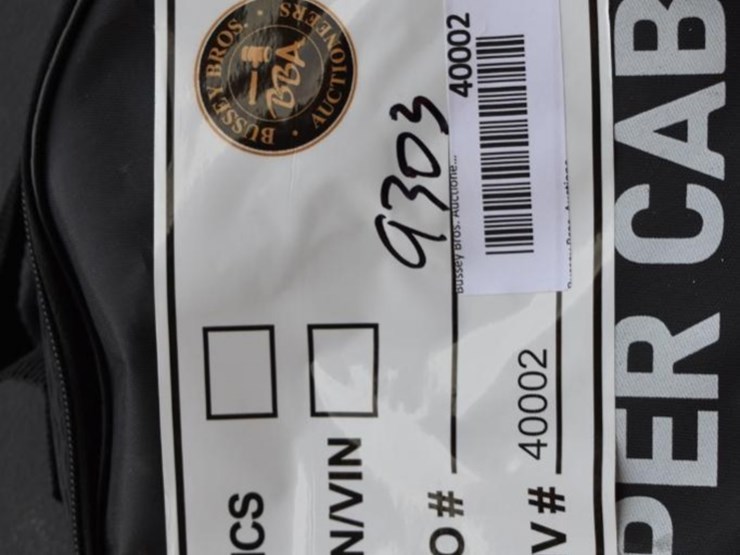 BUSSEY BROS. AUCTIONEERS
BBA
ICS
N/VIN
O # 9303
40002
Bussey Bros. Auctione...
V # 40002
PER CAB